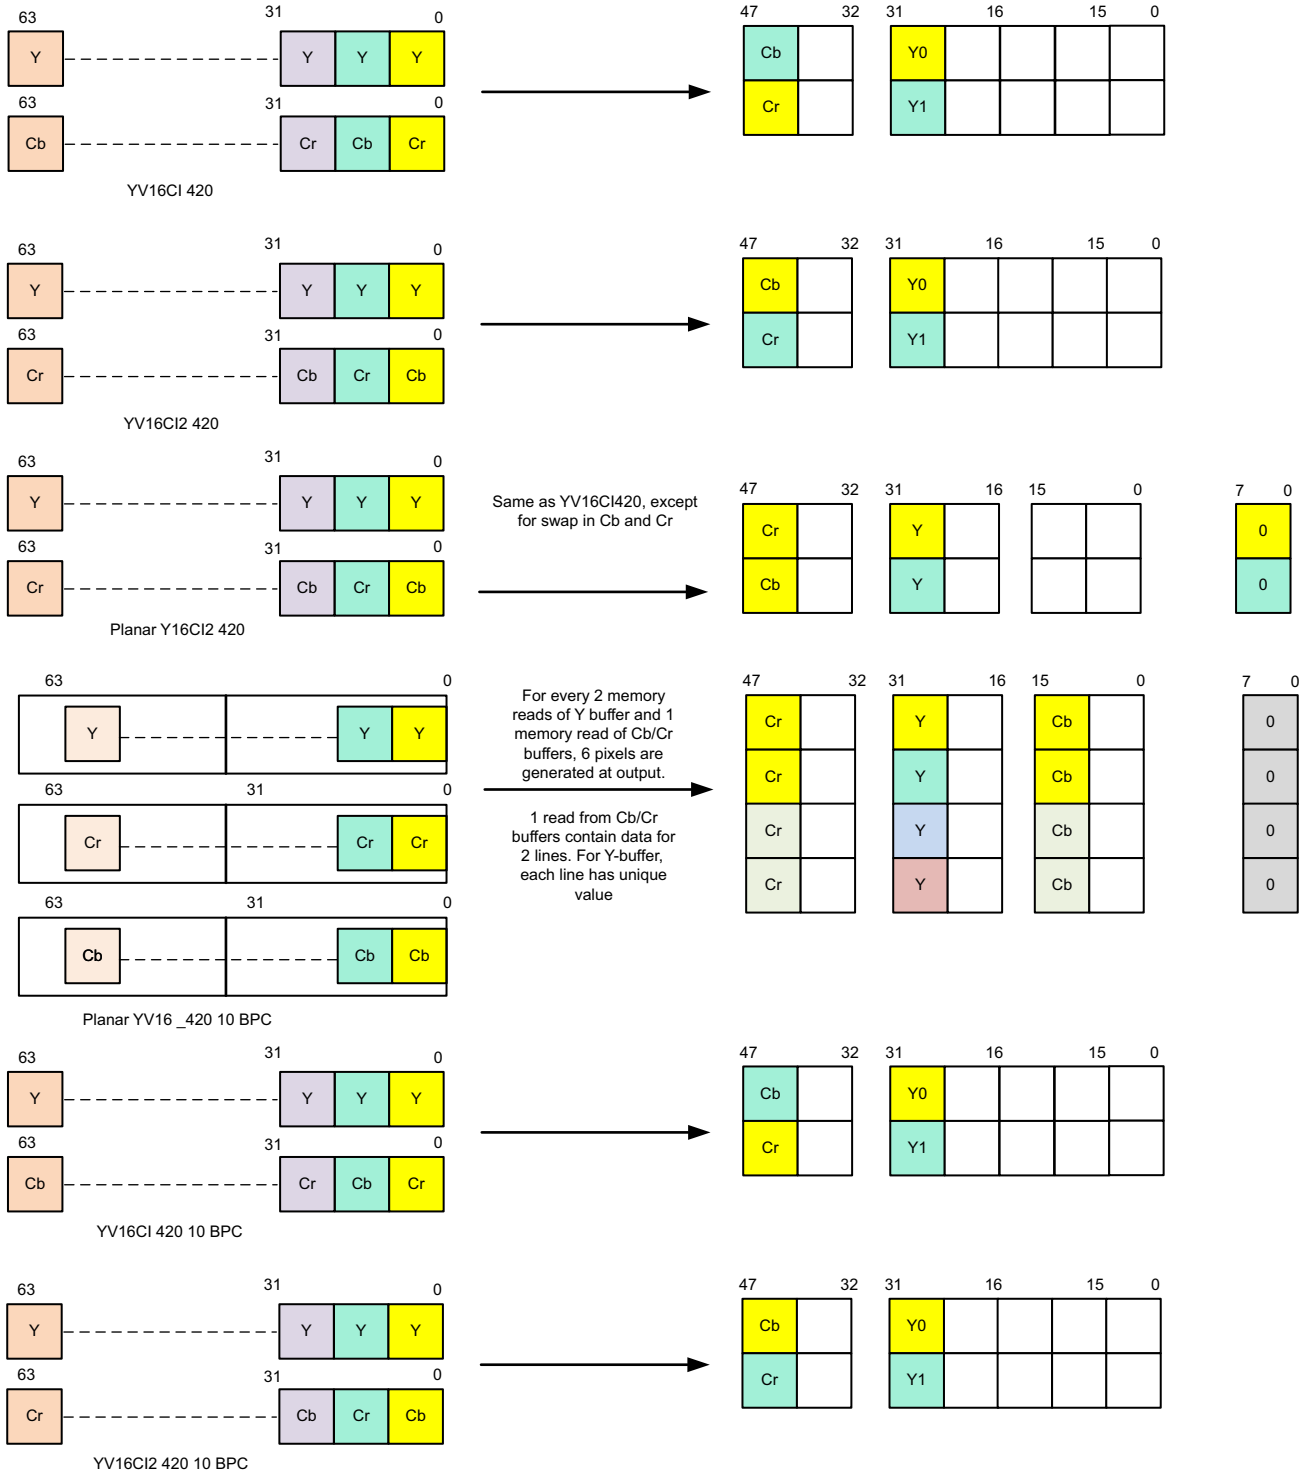 63 31 0 47 32 31 16 15 0
Y Y Y Y Cb Y0
63 31 0
Cr Y1
Cb Cr Cb Cr
YV16CI 420
63 31 0 47 32 31 16 15 0
Y Y Y Y Cb Y0
63 31 0
Cr Y1
Cr Cb Cr Cb
YV16CI2 420
63 31 0 47 32 31 16 15 0 7 0
Y Y Y Y
Same as YV16CI420, except
for swap in Cb and Cr
Cr Y 0
63 31 0
Cr Cb Cr Cb
Cb Y 0
Planar Y16CI2 420
63 0 47 32 31 16 15 0 7 0
Y Y Y
For every 2 memory
reads of Y buffer and 1
memory read of Cb/Cr
buffers, 6 pixels are
generated at output.
Cr Y Cb 0
Cr Y Cb 0
63 31 0
Cr Cr Cr
1 read from Cb/Cr
buffers contain data for
2 lines. For Y-buffer,
each line has unique
value
Cr Y Cb 0
Cr Y Cb 0
63 31 0
Cb Cb Cb
Planar YV16 _420 10 BPC
63 31 0 47 32 31 16 15 0
Y Y Y Y Cb Y0
63 31 0
Cr Y1
Cb Cr Cb Cr
YV16CI 420 10 BPC
63 31 0 47 32 31 16 15 0
Y Y Y Y Cb Y0
63 31 0
Cr Y1
Cr Cb Cr Cb
YV16CI2 420 10 BPC